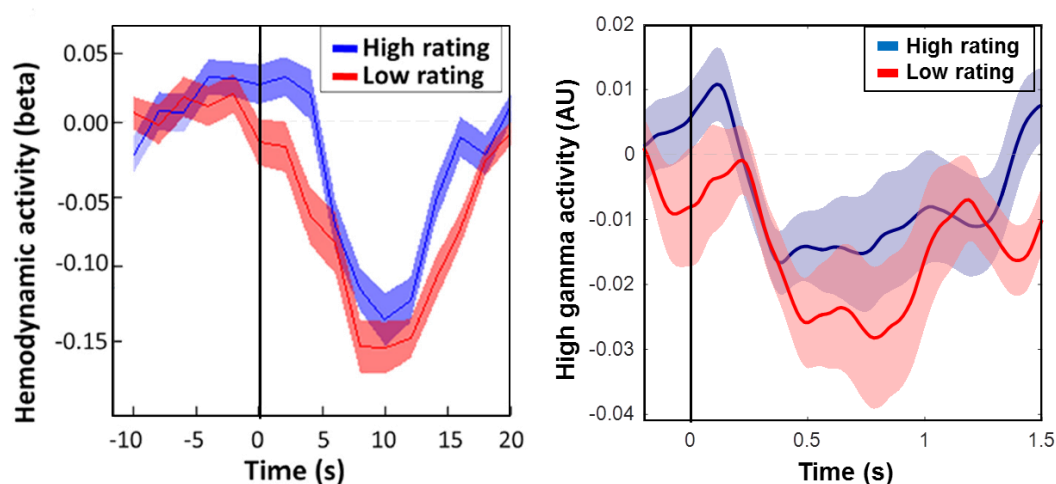 Hemodynamic activity (beta)
0.05
0.00
-0.05
-0.10
-0.15
High rating
Low rating
-10
-5
0
5
10
15
20
Time (s)
High gamma activity (AU)
0.02
0.01
0
-0.01
-0.02
-0.03
-0.04
High rating
Low rating
0
0.5
1
1.5
Time (s)